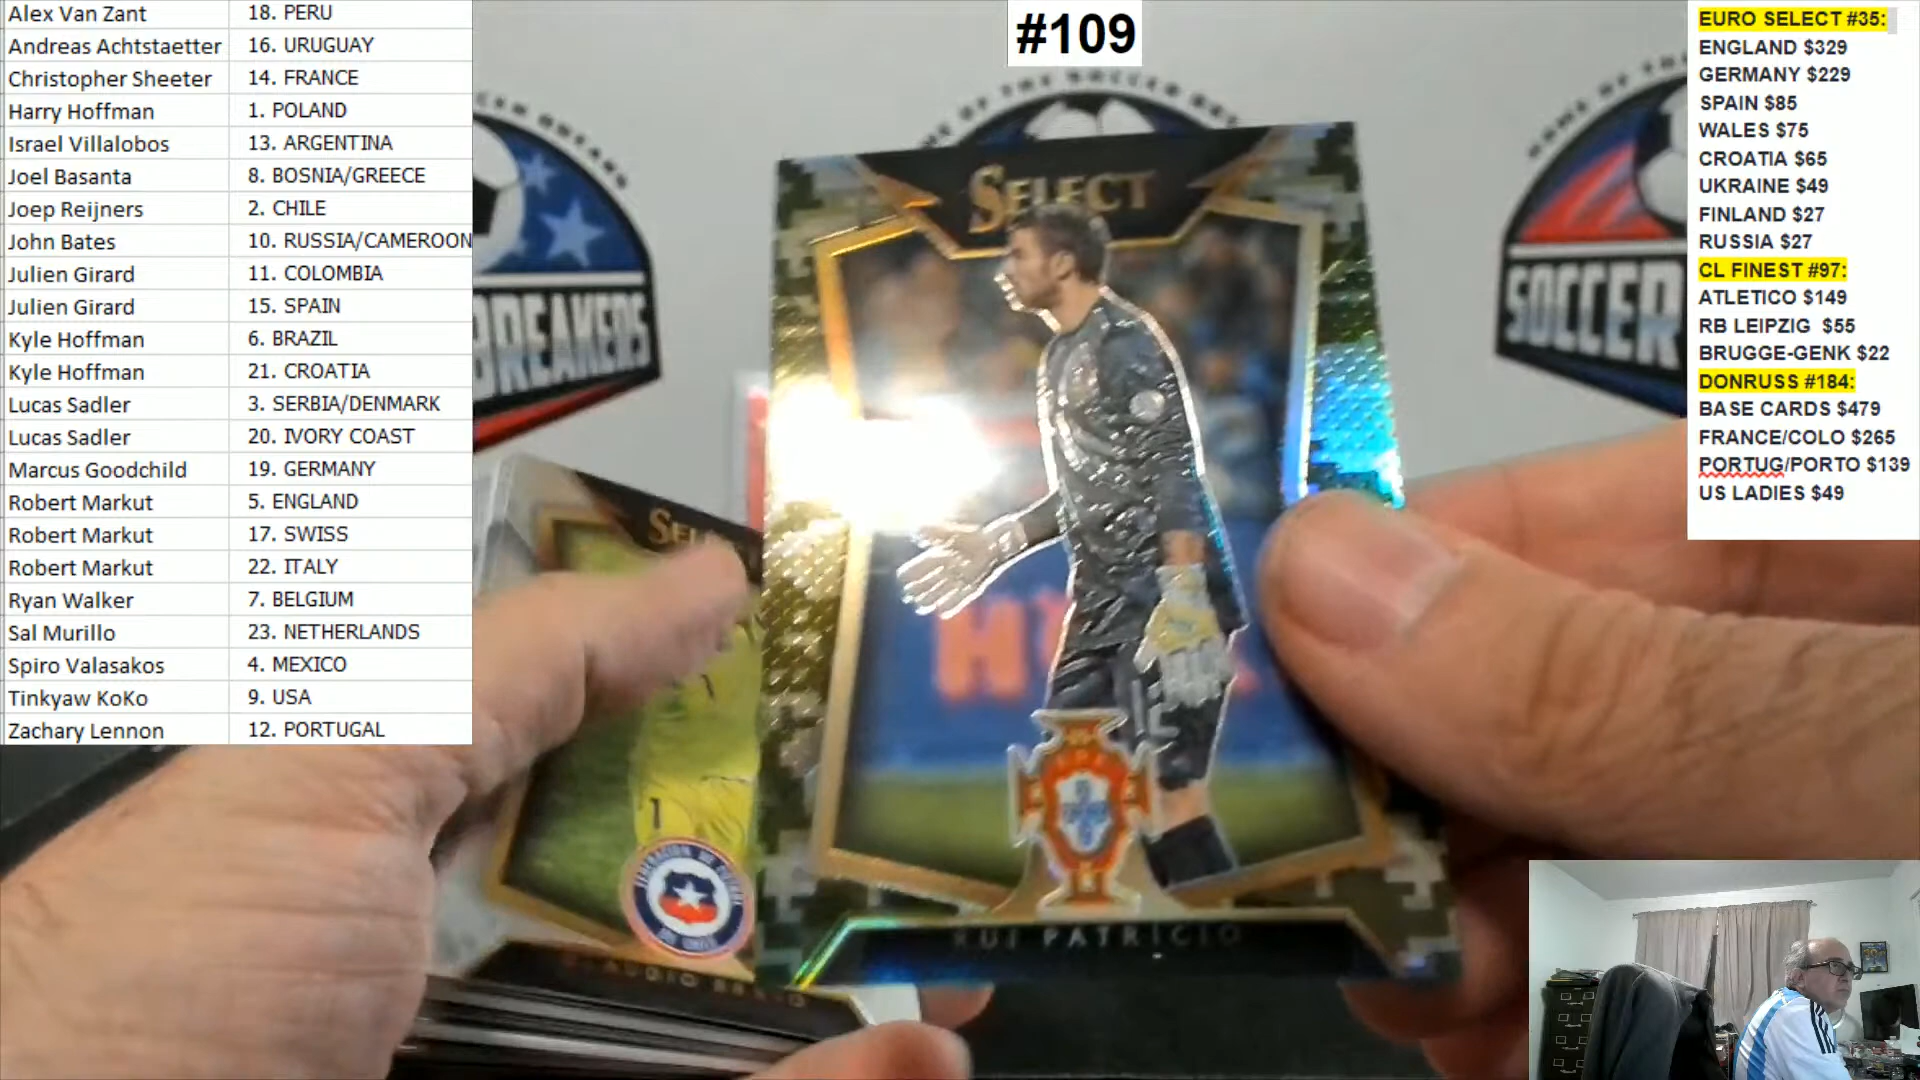 Alex Van Zant 18. PERU
Andreas Achtstaetter 16. URUGUAY
Christopher Sheeter 14. FRANCE
Harry Hoffman 1. POLAND
Israel Villalobos 13. ARGENTINA
Joel Basanta 8. BOSNIA/GREECE
Joep Reijners 2. CHILE
John Bates 10. RUSSIA/CAMEROON
Julien Girard 11. COLOMBIA
Julien Girard 15. SPAIN
Kyle Hoffman 6. BRAZIL
Kyle Hoffman 21. CROATIA
Lucas Sadler 3. SERBIA/DENMARK
Lucas Sadler 20. IVORY COAST
Marcus Goodchild 19. GERMANY
Robert Markut 5. ENGLAND
Robert Markut 17. SWISS
Robert Markut 22. ITALY
Ryan Walker 7. BELGIUM
Sal Murillo 23. NETHERLANDS
Spiro Valasakos 4. MEXICO
Tinkyaw KoKo 9. USA
Zachary Lennon 12. PORTUGAL
#109
SELECT
RUI PATRICIO
SELECT
1
CLAUDIO BRAVO
BREAKERS
SOCCER
EURO SELECT #35:
ENGLAND $329
GERMANY $229
SPAIN $85
WALES $75
CROATIA $65
UKRAINE $49
FINLAND $27
RUSSIA $27
CL FINEST #97:
ATLETICO $149
RB LEIPZIG $55
BRUGGE-GENK $22
DONRUSS #184:
BASE CARDS $479
FRANCE/COLO $265
PORTUG/PORTO $139
US LADIES $49